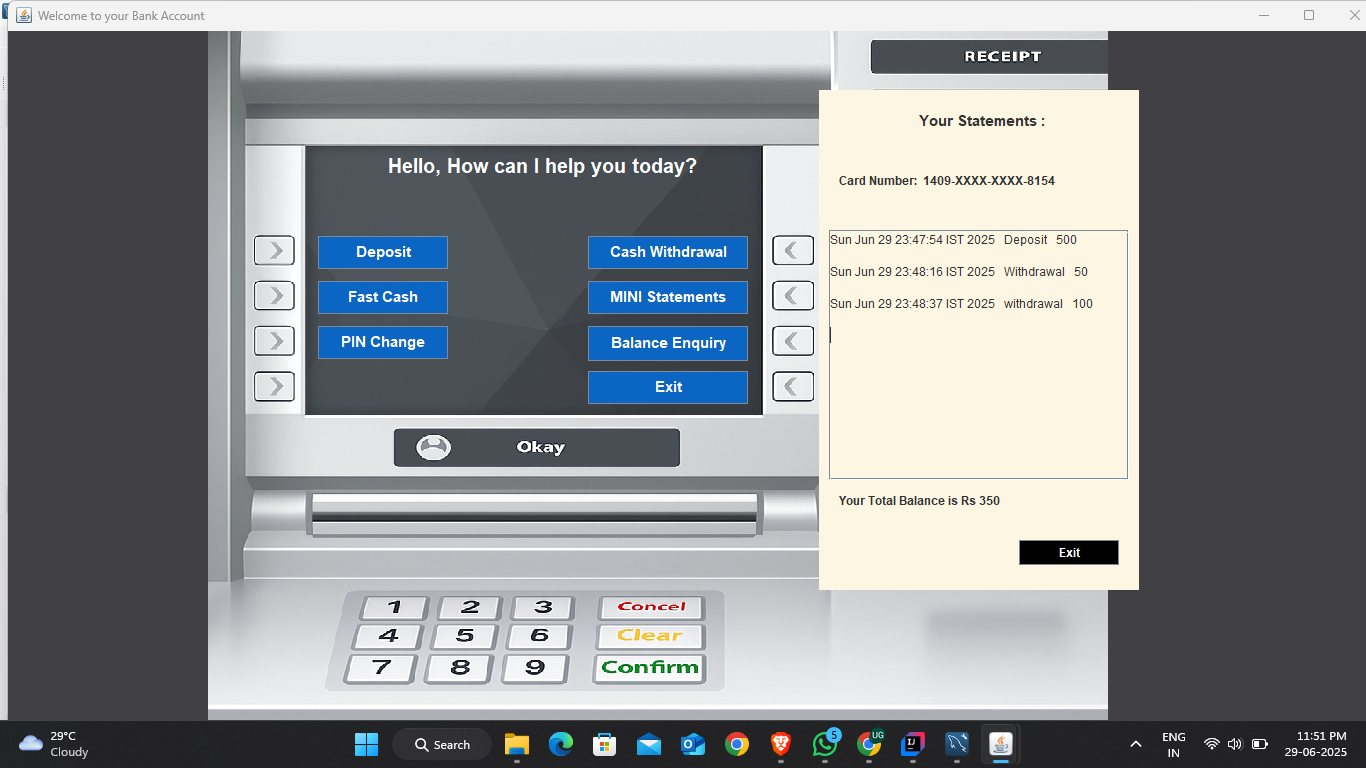 Welcome to your Bank Account
RECEIPT
Hello, How can I help you today?
Deposit
Cash Withdrawal
Fast Cash
MINI Statements
PIN Change
Balance Enquiry
Exit
Okay
1 2 3 Concel
4 5 6 Clear
7 8 9 Confirm
Your Statements :
Card Number: 1409-XXXX-XXXX-8154
Sun Jun 29 23:47:54 IST 2025 Deposit 500
Sun Jun 29 23:48:16 IST 2025 Withdrawal 50
Sun Jun 29 23:48:37 IST 2025 withdrawal 100
Your Total Balance is Rs 350
Exit
29°C
Cloudy
Search
5
UG
IJ
ENG
IN
11:51 PM
29-06-2025